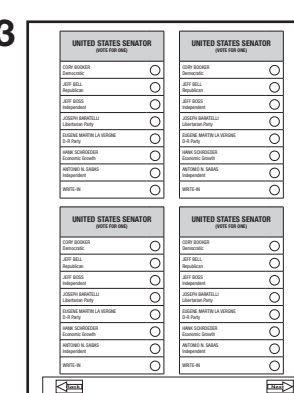 3
UNITED STATES SENATOR
(VOTE FOR ONE)
CORY BOOKER
Democratic
JEFF BELL
Republican
JEFF BOSS
Independent
JOSEPH BARATELLI
Libertarian Party
EUGENE MARTIN LA VERGNE
D-R Party
HANK SCHROEDER
Economic Growth
ANTONIO N. SABAS
Independent
WRITE-IN
UNITED STATES SENATOR
(VOTE FOR ONE)
CORY BOOKER
Democratic
JEFF BELL
Republican
JEFF BOSS
Independent
JOSEPH BARATELLI
Libertarian Party
EUGENE MARTIN LA VERGNE
D-R Party
HANK SCHROEDER
Economic Growth
ANTONIO N. SABAS
Independent
WRITE-IN
UNITED STATES SENATOR
(VOTE FOR ONE)
CORY BOOKER
Democratic
JEFF BELL
Republican
JEFF BOSS
Independent
JOSEPH BARATELLI
Libertarian Party
EUGENE MARTIN LA VERGNE
D-R Party
HANK SCHROEDER
Economic Growth
ANTONIO N. SABAS
Independent
WRITE-IN
UNITED STATES SENATOR
(VOTE FOR ONE)
CORY BOOKER
Democratic
JEFF BELL
Republican
JEFF BOSS
Independent
JOSEPH BARATELLI
Libertarian Party
EUGENE MARTIN LA VERGNE
D-R Party
HANK SCHROEDER
Economic Growth
ANTONIO N. SABAS
Independent
WRITE-IN
Back
Next